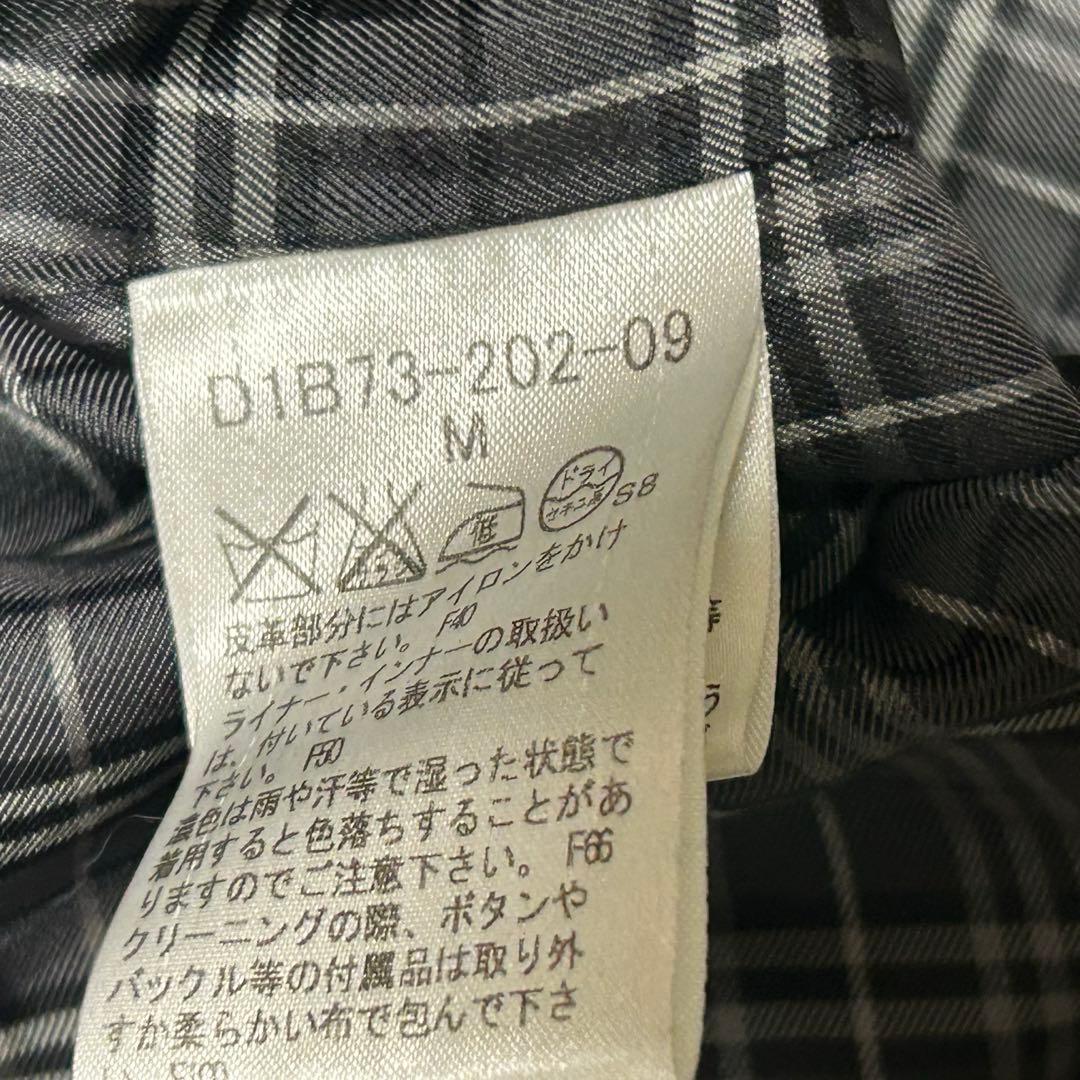 D1B73-202-09
M
エンソ
低
ドライ
セキユ系
S8
皮革部分にはアイロンをかけ
ないで下さい。 F40
ライナー・インナーの取扱い
は、付いている表示に従って
下さい。 F50
濃色は雨や汗等で湿った状態で
着用すると色落ちすることがあ
りますのでご注意下さい。 F66
クリーニングの際、ボタンや
バックル等の付属品は取り外
すか柔らかい布で包んで下さ
い。 F100
等
う